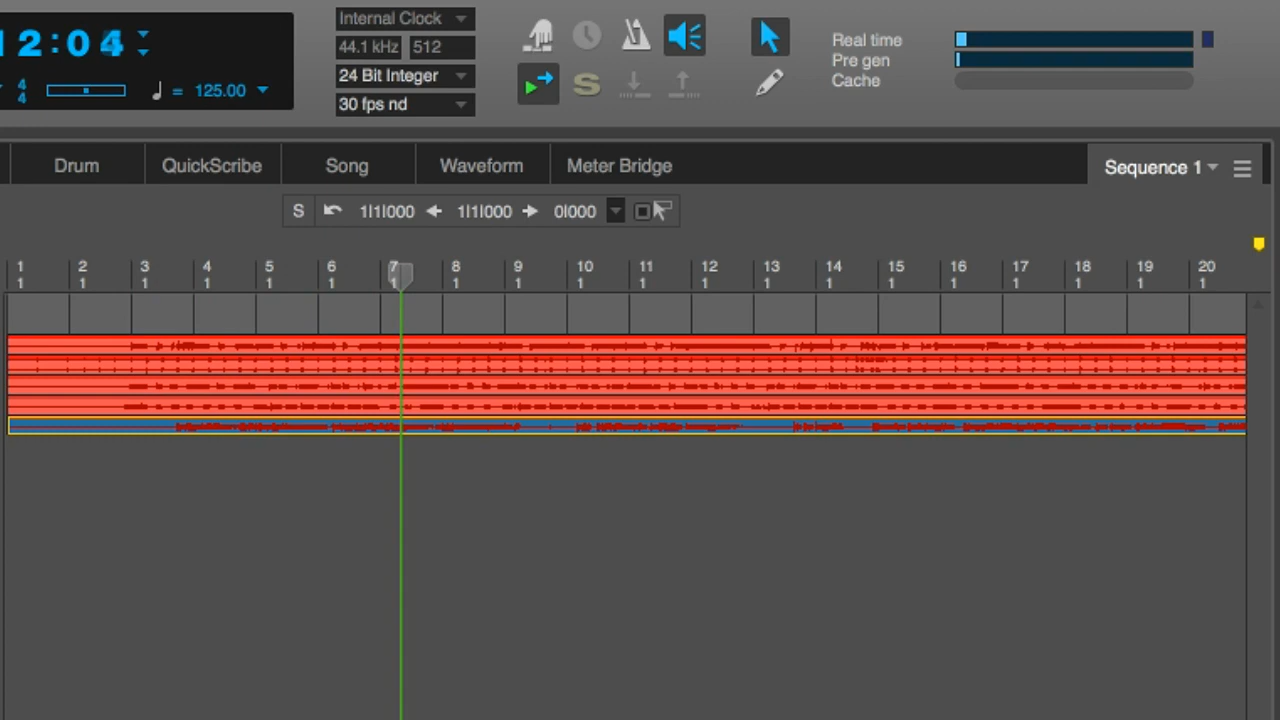 12:04
4
4
= 125.00
Internal Clock
44.1 kHz 512
24 Bit Integer
30 fps nd
S
Real time
Pre gen
Cache
Drum QuickScribe Song Waveform Meter Bridge Sequence 1
S 1|1|000 1|1|000 0|000
1 2 3 4 5 6 7 8 9 10 11 12 13 14 15 16 17 18 19 20
1 1 1 1 1 1 1 1 1 1 1 1 1 1 1 1 1 1 1 1